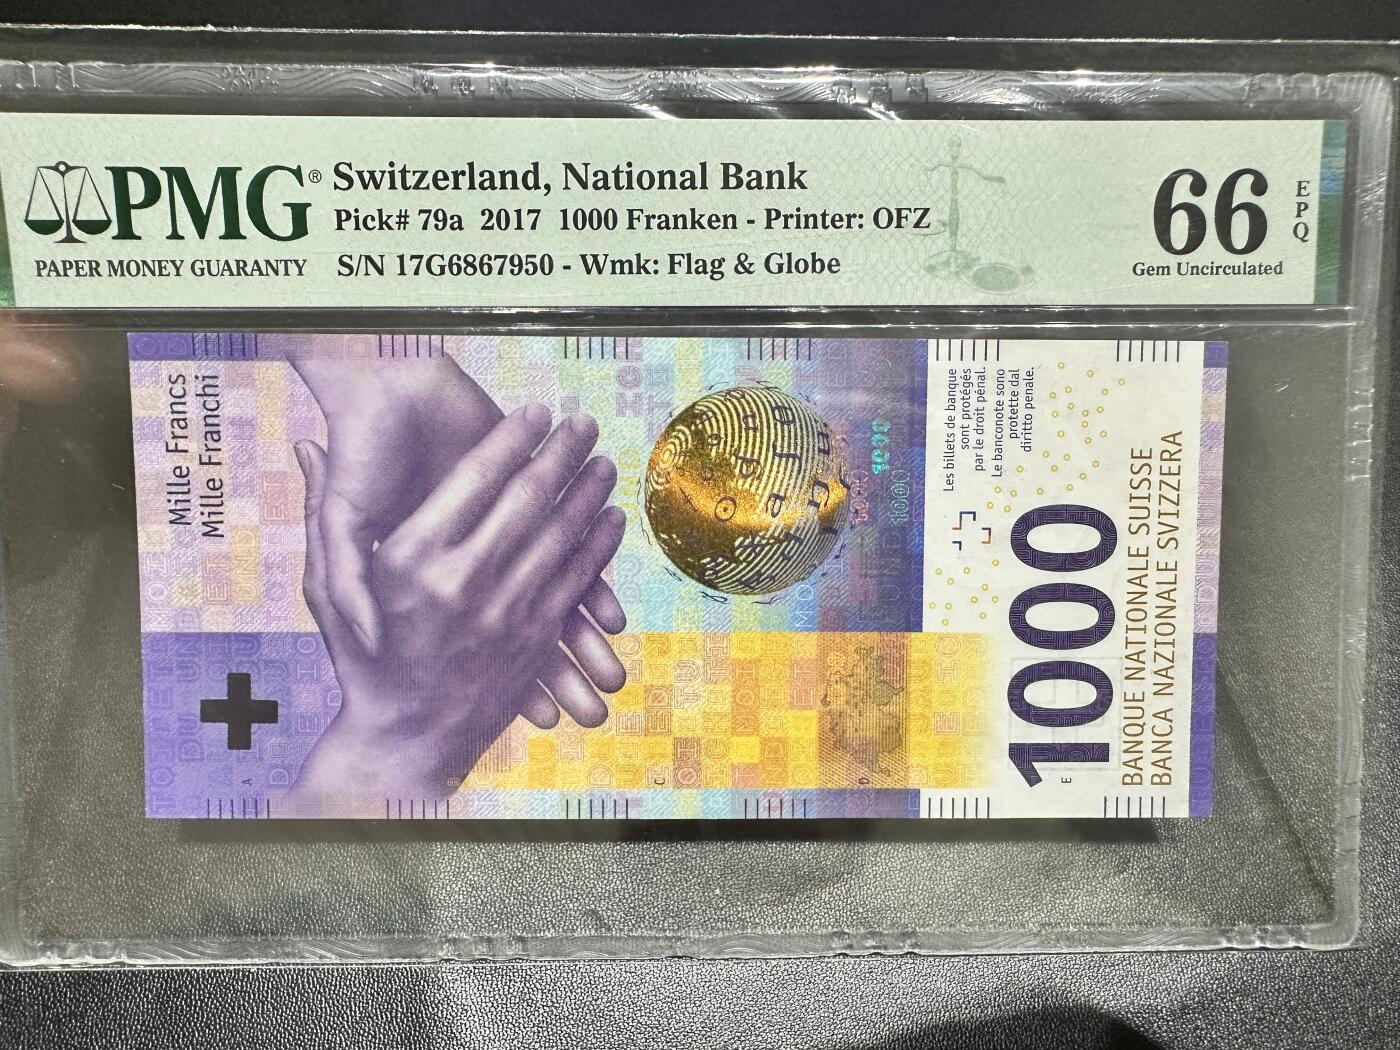 PMG®
PAPER MONEY GUARANTY
Switzerland, National Bank
Pick# 79a 2017 1000 Franken - Printer: OFZ
S/N 17G6867950 - Wmk: Flag & Globe
66
EPQ
Gem Uncirculated
Mille Francs
Mille Franchi
Les billets de banque
sont protégés
par le droit pénal.
Le banconote sono
protette dal
diritto penale.
1000
BANQUE NATIONALE SUISSE
BANCA NAZIONALE SVIZZERA
1000
1000
A
B
C
D
E